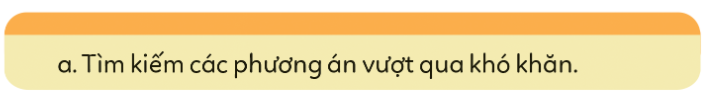 a. Tìm kiếm các phương án vượt qua khó khăn.